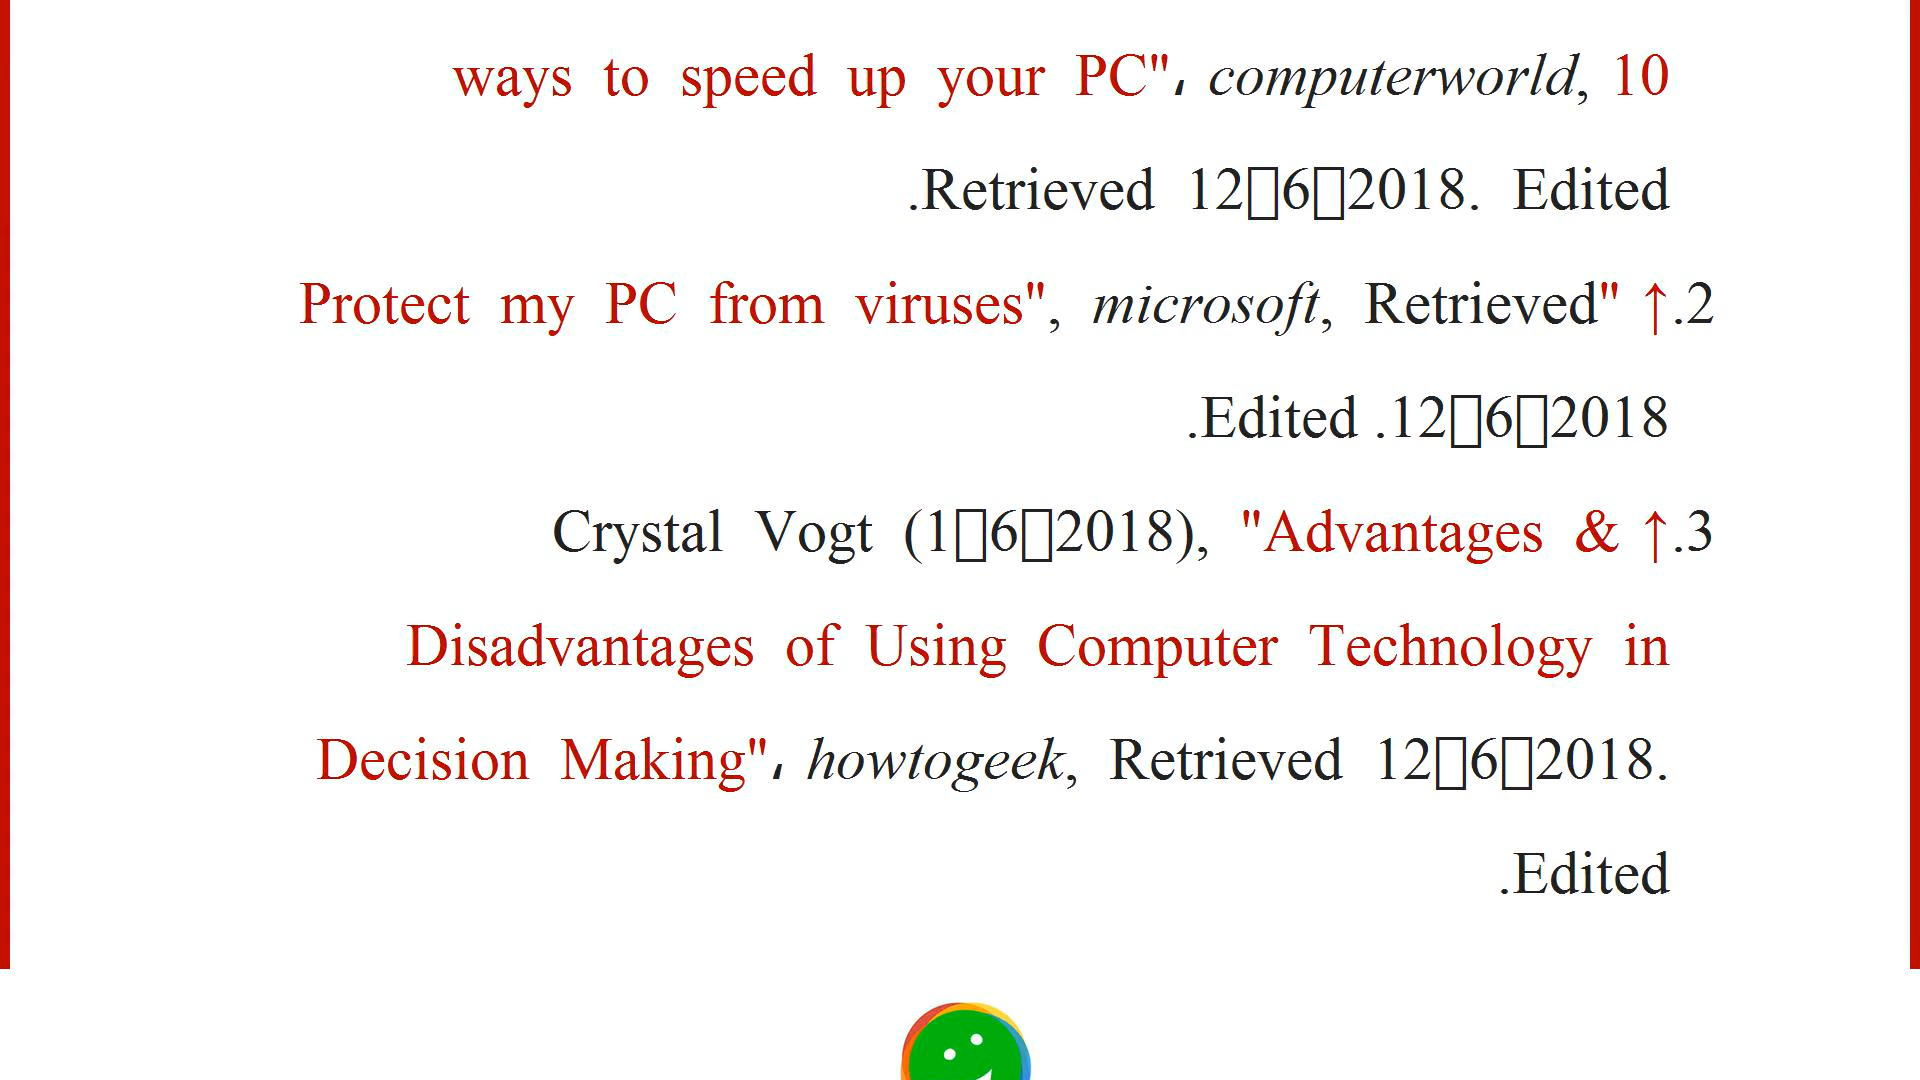 ways to speed up your PC"، computerworld, 10
.Retrieved 12▯6▯2018. Edited
Protect my PC from viruses", microsoft, Retrieved" ↑ .2
.Edited .12▯6▯2018
Crystal Vogt (1▯6▯2018), "Advantages & ↑ .3
Disadvantages of Using Computer Technology in
Decision Making"، howtogeek, Retrieved 12▯6▯2018.
.Edited